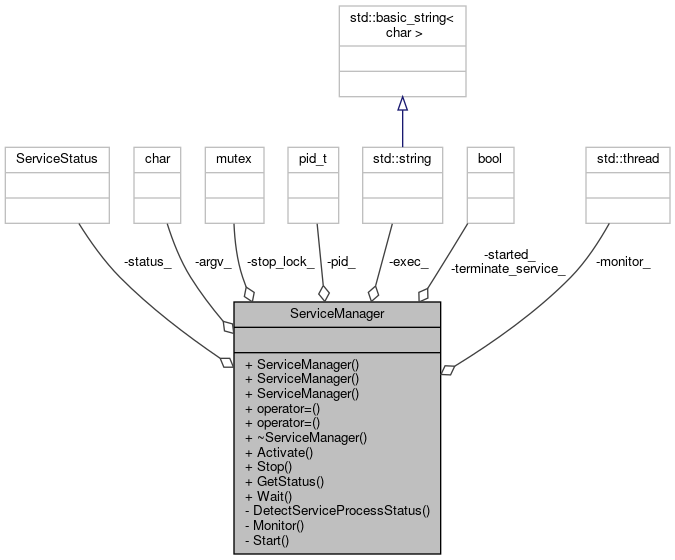 std::basic_string<
char >
ServiceStatus
char
mutex
pid_t
std::string
bool
std::thread
-status_
-argv_
-stop_lock_
-pid_
-exec_
-started_
-terminate_service_
-monitor_
ServiceManager
+ ServiceManager()
+ ServiceManager()
+ ServiceManager()
+ operator=()
+ operator=()
+ ~ServiceManager()
+ Activate()
+ Stop()
+ GetStatus()
+ Wait()
- DetectServiceProcessStatus()
- Monitor()
- Start()